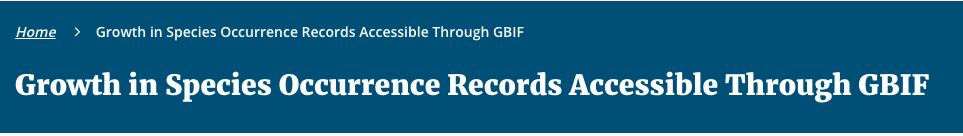 Home > Growth in Species Occurrence Records Accessible Through GBIF
Growth in Species Occurrence Records Accessible Through GBIF